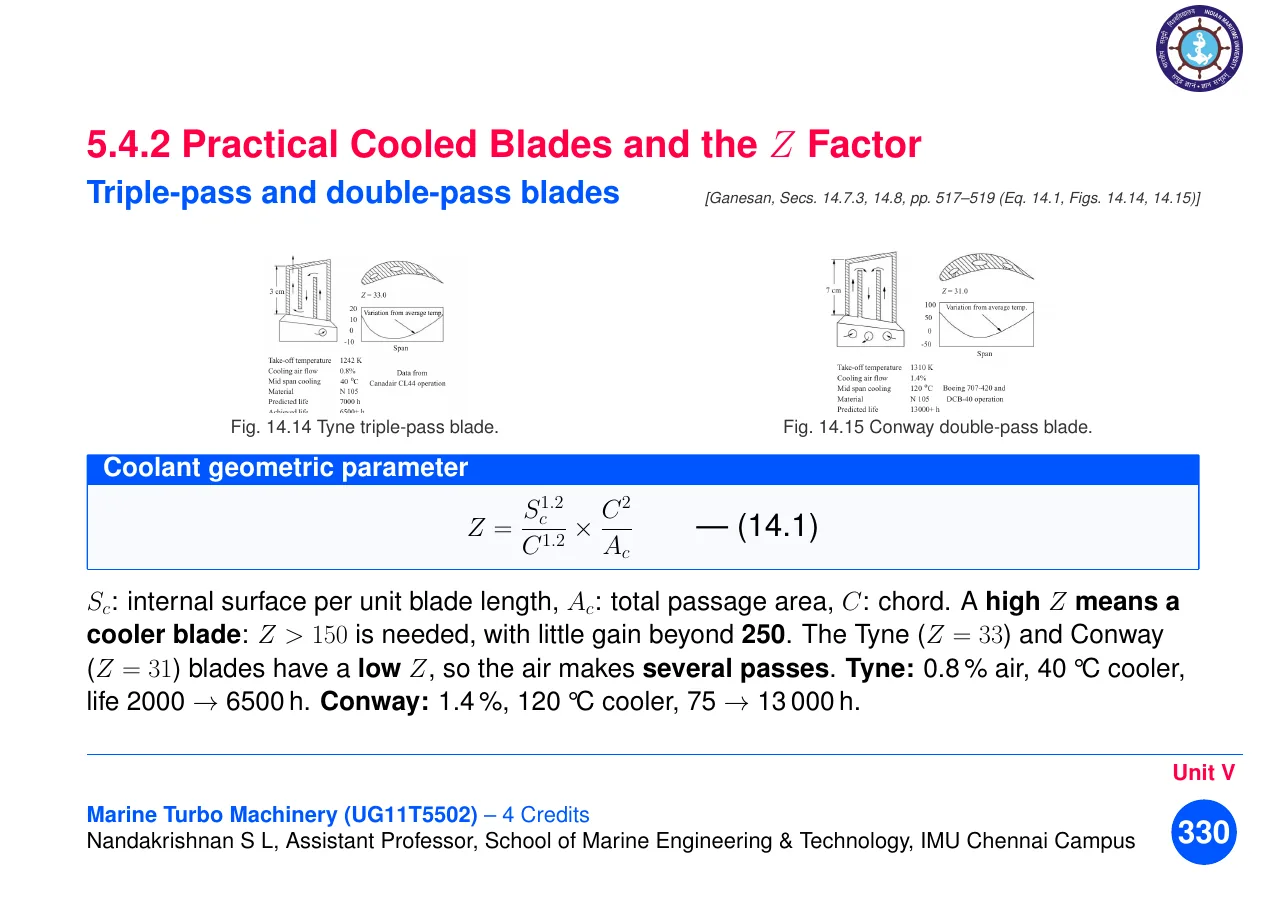 समुद्री विश्वविद्यालय INDIAN MARITIME UNIVERSITY
5.4.2 Practical Cooled Blades and the Z Factor
Triple-pass and double-pass blades [Ganesan, Secs. 14.7.3, 14.8, pp. 517–519 (Eq. 14.1, Figs. 14.14, 14.15)]
3 cm
Z = 33.0
20
10
0
-10
Variation from average temp.
Span
Take-off temperature 1242 K
Cooling air flow 0.8%
Mid span cooling 40 °C
Material N 105
Predicted life 7000 h
Achieved life 6500+ h
Data from
Canadair CL44 operation
Fig. 14.14 Tyne triple-pass blade.
7 cm
Z = 31.0
100
50
0
-50
Variation from average temp.
Span
Take-off temperature 1310 K
Cooling air flow 1.4%
Mid span cooling 120 °C
Material N 105
Predicted life 13000+ h
Boeing 707-420 and
DCB-40 operation
Fig. 14.15 Conway double-pass blade.
Coolant geometric parameter
Z = S_c^1.2 / C^1.2 × C^2 / A_c — (14.1)
S_c: internal surface per unit blade length, A_c: total passage area, C: chord. A high Z means a
cooler blade: Z > 150 is needed, with little gain beyond 250. The Tyne (Z = 33) and Conway
(Z = 31) blades have a low Z, so the air makes several passes. Tyne: 0.8 % air, 40 °C cooler,
life 2000 → 6500 h. Conway: 1.4 %, 120 °C cooler, 75 → 13 000 h.
Unit V
Marine Turbo Machinery (UG11T5502) – 4 Credits
Nandakrishnan S L, Assistant Professor, School of Marine Engineering & Technology, IMU Chennai Campus
330